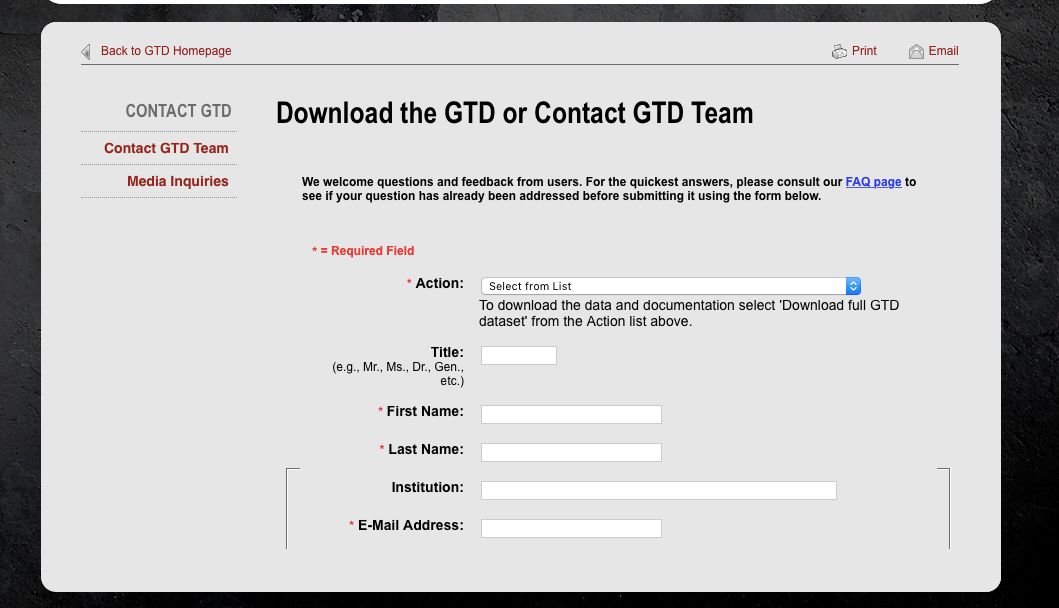 Back to GTD Homepage
Print
Email
CONTACT GTD
Contact GTD Team
Media Inquiries
Download the GTD or Contact GTD Team
We welcome questions and feedback from users. For the quickest answers, please consult our FAQ page to
see if your question has already been addressed before submitting it using the form below.
* = Required Field
* Action:
Select from List
To download the data and documentation select 'Download full GTD
dataset' from the Action list above.
Title:
(e.g., Mr., Ms., Dr., Gen.,
etc.)
* First Name:
* Last Name:
Institution:
* E-Mail Address: